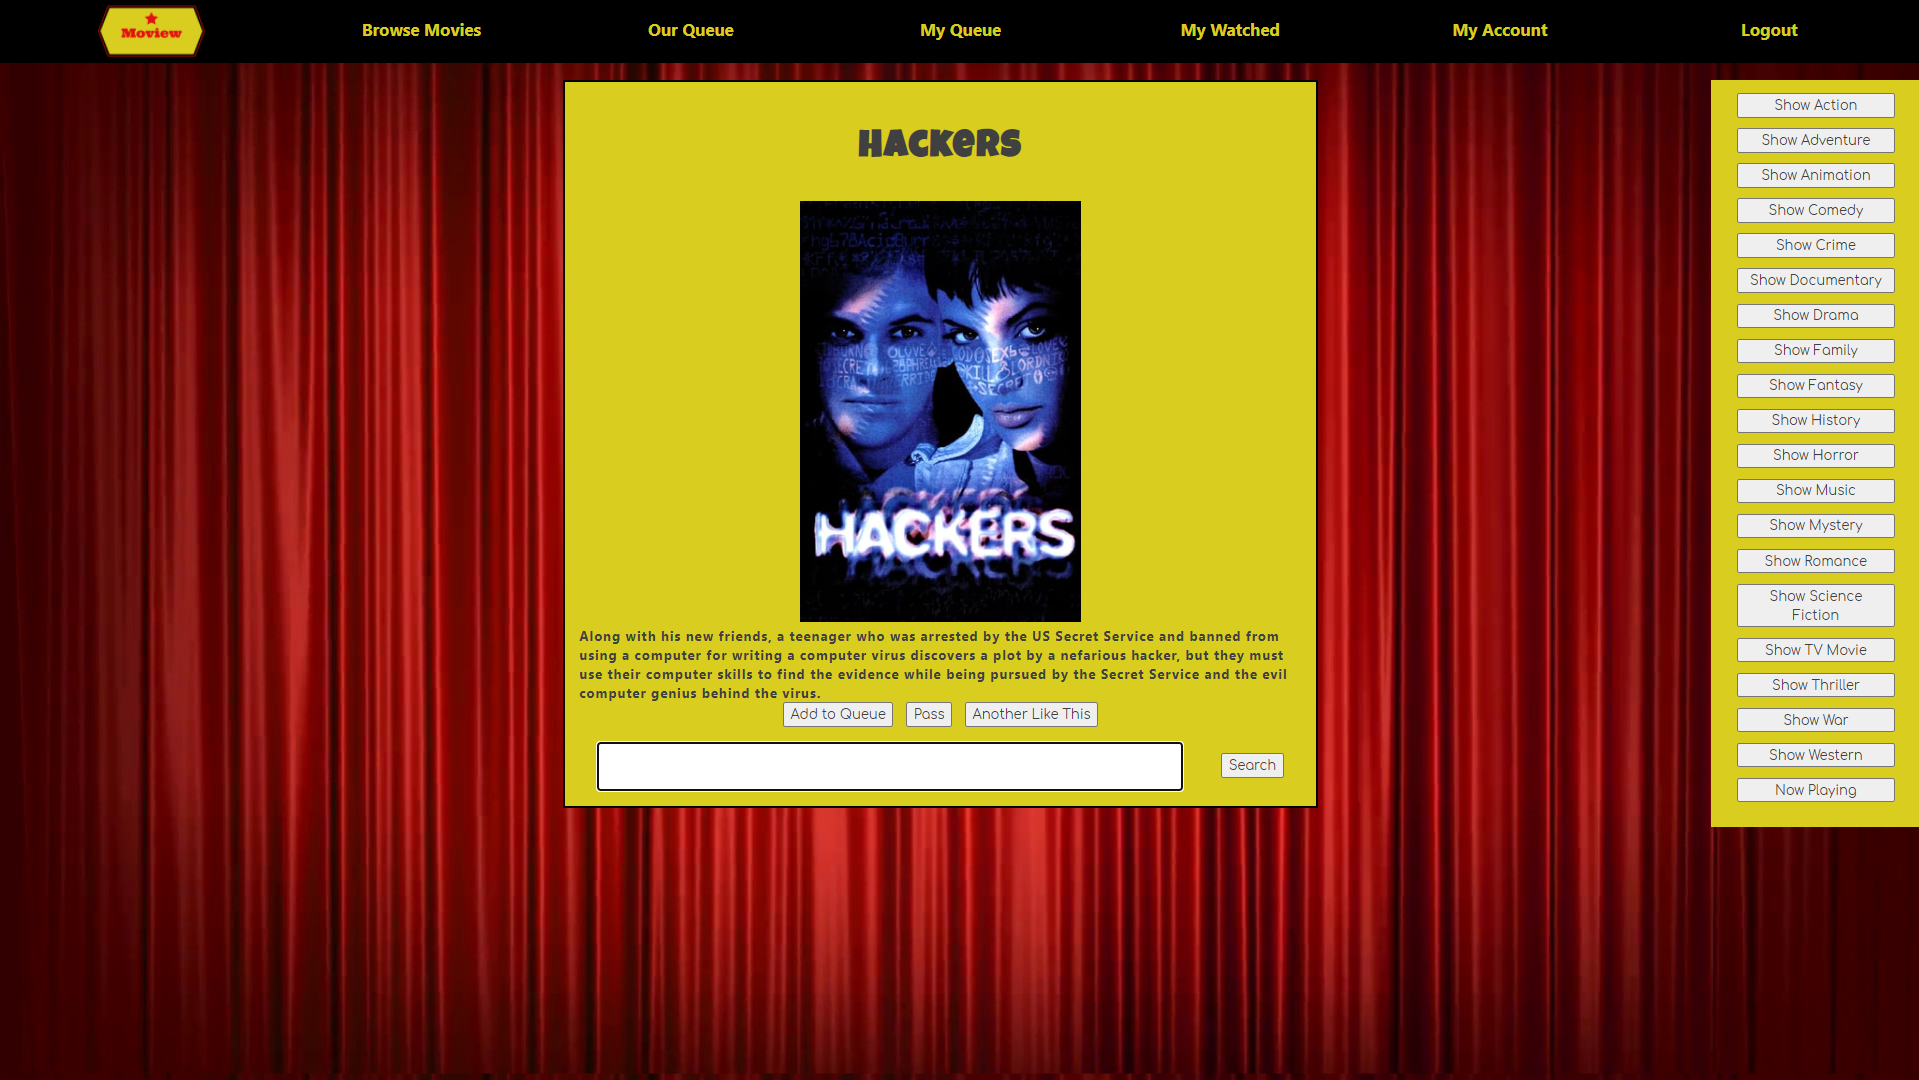 Moview
Browse Movies
Our Queue
My Queue
My Watched
My Account
Logout
Hackers
HACKERS
Along with his new friends, a teenager who was arrested by the US Secret Service and banned from
using a computer for writing a computer virus discovers a plot by a nefarious hacker, but they must
use their computer skills to find the evidence while being pursued by the Secret Service and the evil
computer genius behind the virus.
Add to Queue
Pass
Another Like This
Search
Show Action
Show Adventure
Show Animation
Show Comedy
Show Crime
Show Documentary
Show Drama
Show Family
Show Fantasy
Show History
Show Horror
Show Music
Show Mystery
Show Romance
Show Science
Fiction
Show TV Movie
Show Thriller
Show War
Show Western
Now Playing